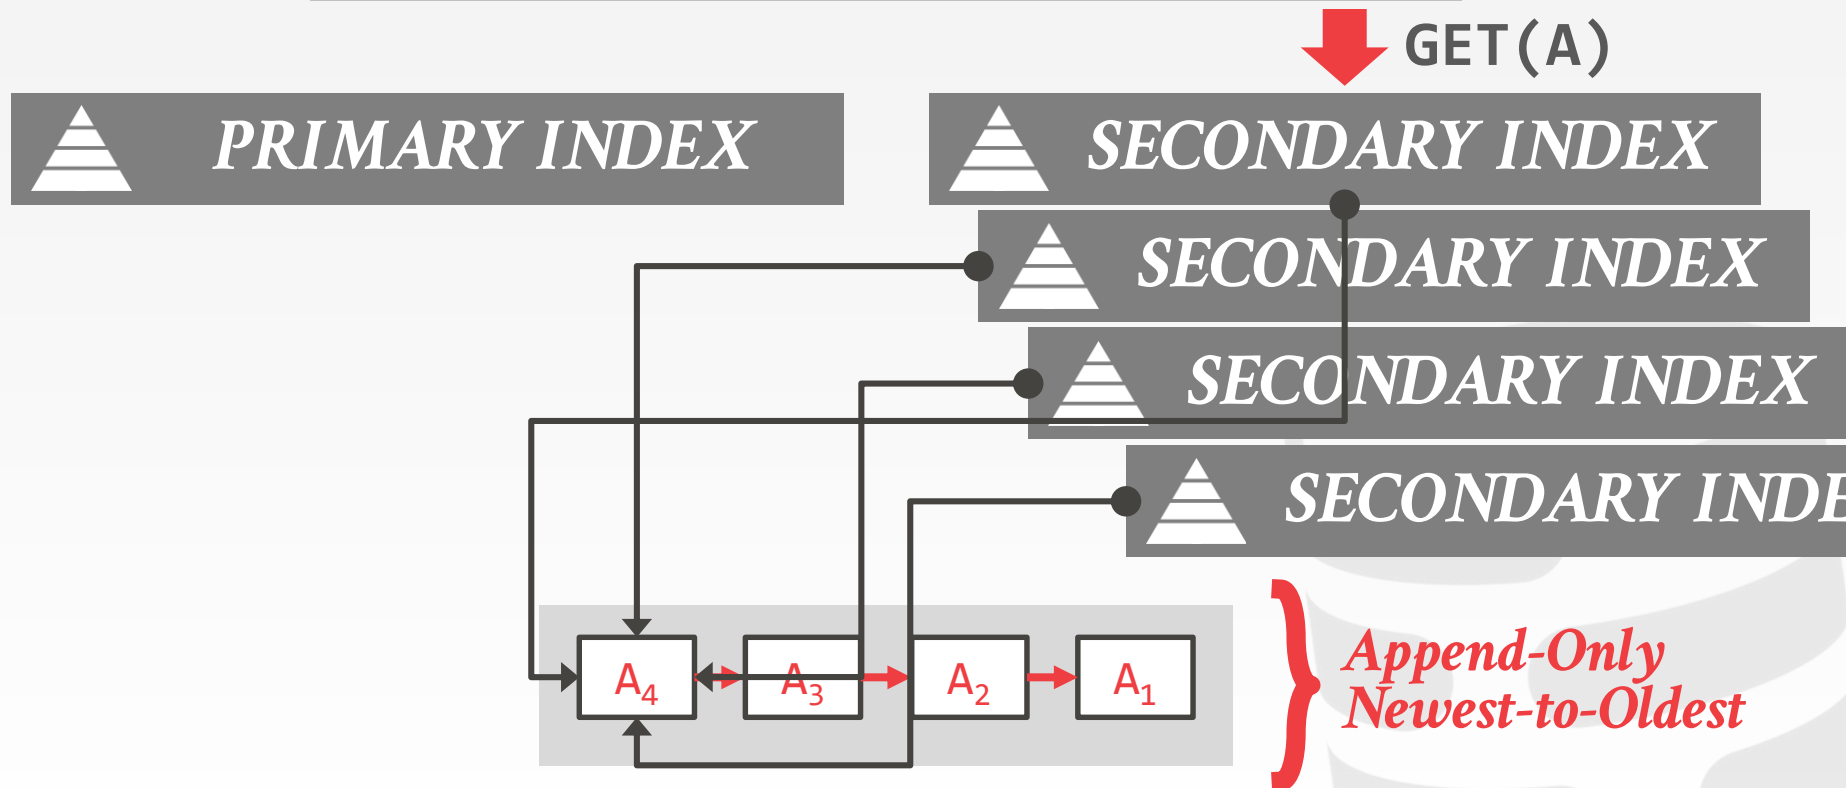 GET(A)
PRIMARY INDEX
SECONDARY INDEX
SECONDARY INDEX
SECONDARY INDEX
SECONDARY INDE
A4
A3
A2
A1
Append-Only
Newest-to-Oldest